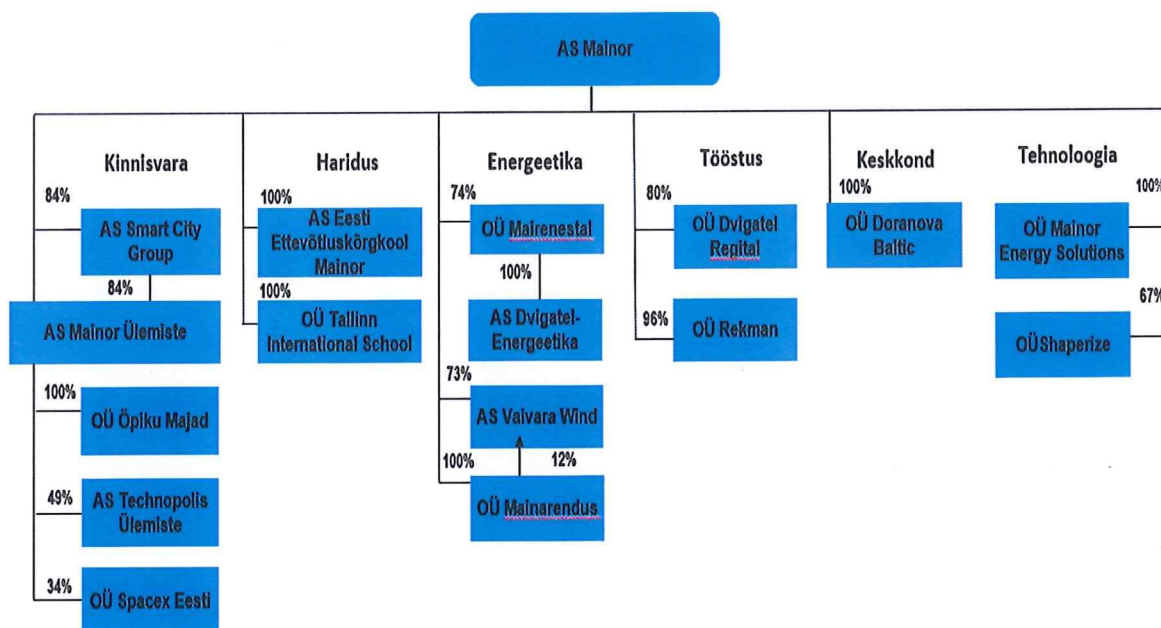 AS Mainor
Kinnisvara
84%
AS Smart City
Group
84%
AS Mainor Ülemiste
100%
OÜ Öpiku Majad
49%
AS Technopolis
Ülemiste
34%
OÜ Spacex Eesti
Haridus
100%
AS Eesti
Ettevõtluskõrgkool
Mainor
100%
OÜ Tallinn
International School
Energeetika
74%
OÜ Mairenestal
100%
AS Dvigatel-
Energeetika
73%
AS Vaivara Wind
100%
12%
OÜ Mainarendus
Tööstus
80%
OÜ Dvigatel
Regital
96%
OÜ Rekman
Keskkond
100%
OÜ Doranova
Baltic
Tehnoloogia
100%
OÜ Mainor
Energy Solutions
67%
OÜ Shaperize